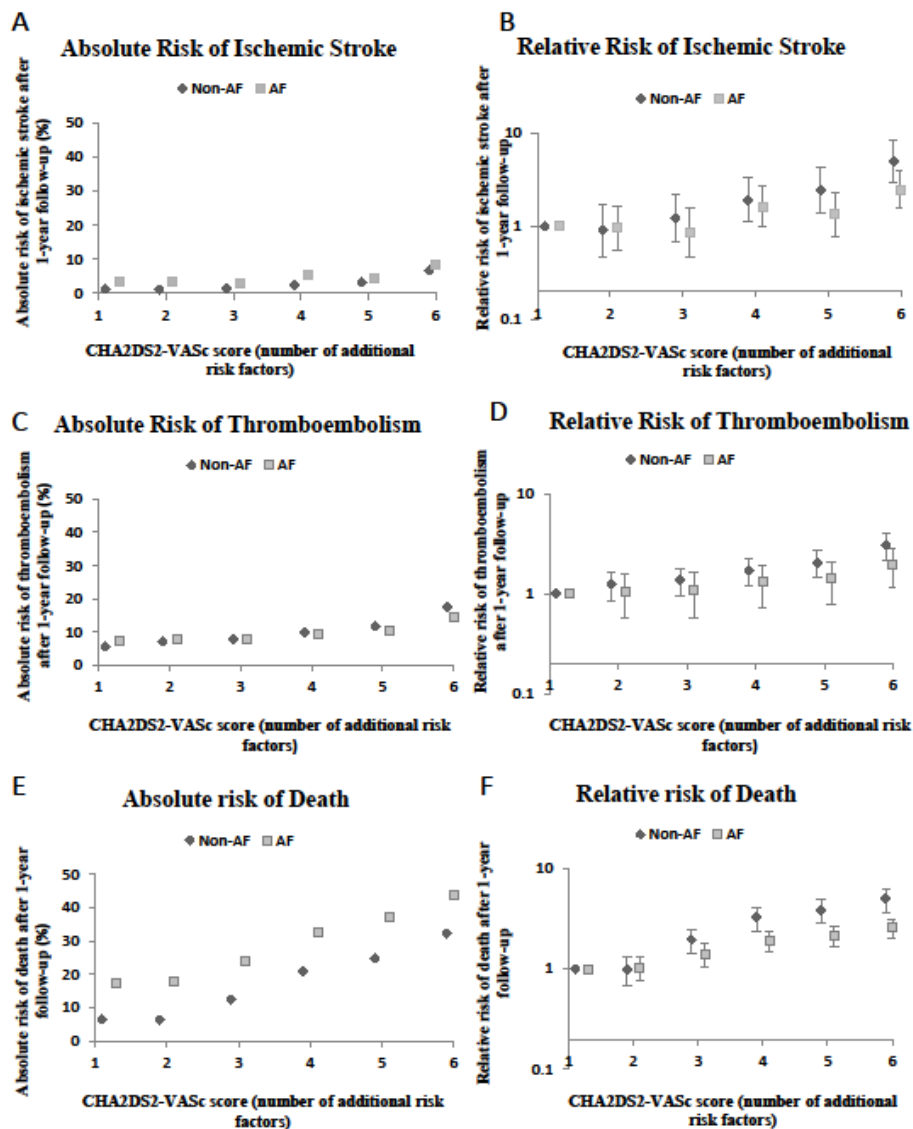 A
Absolute Risk of Ischemic Stroke
Non-AF AF
Absolute risk of ischemic stroke after
1-year follow-up (%)
50
40
30
20
10
0
1 2 3 4 5 6
CHA2DS2-VASc score (number of additional
risk factors)
B
Relative Risk of Ischemic Stroke
Non-AF AF
Relative risk of ischemic stroke after
1-year follow-up
10
1
0.1
1 2 3 4 5 6
CHA2DS2-VASc score (number of additional
risk factors)
C
Absolute Risk of Thromboembolism
Non-AF AF
Absolute risk of thromboembolism
after 1-year follow-up (%)
50
40
30
20
10
0
1 2 3 4 5 6
CHA2DS2-VASc score (number of additional risk
factors)
D
Relative Risk of Thromboembolism
Non-AF AF
Relative risk of thromboembolism
after 1-year follow-up
10
1
0.1
1 2 3 4 5 6
CHA2DS2-VASc score (number of additional risk
factors)
E
Absolute risk of Death
Non-AF AF
Absolute risk of death after 1-year
follow-up (%)
50
40
30
20
10
0
1 2 3 4 5 6
CHA2DS2-VASc score (number of additional risk
factors)
F
Relative risk of Death
Non-AF AF
Relative risk of death after 1-year
follow-up
10
1
0.1
1 2 3 4 5 6
CHA2DS2-VASc score (number of additional
risk factors)